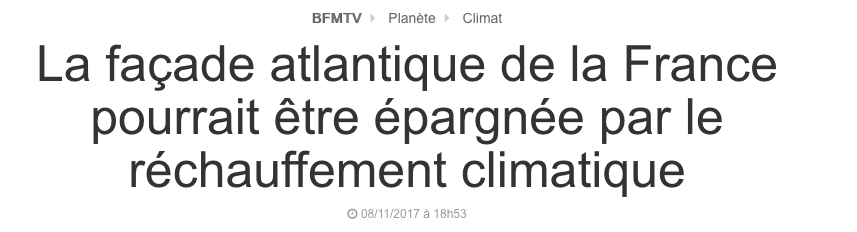 BFMTV Planète Climat
La façade atlantique de la France
pourrait être épargnée par le
réchauffement climatique
08/11/2017 à 18h53